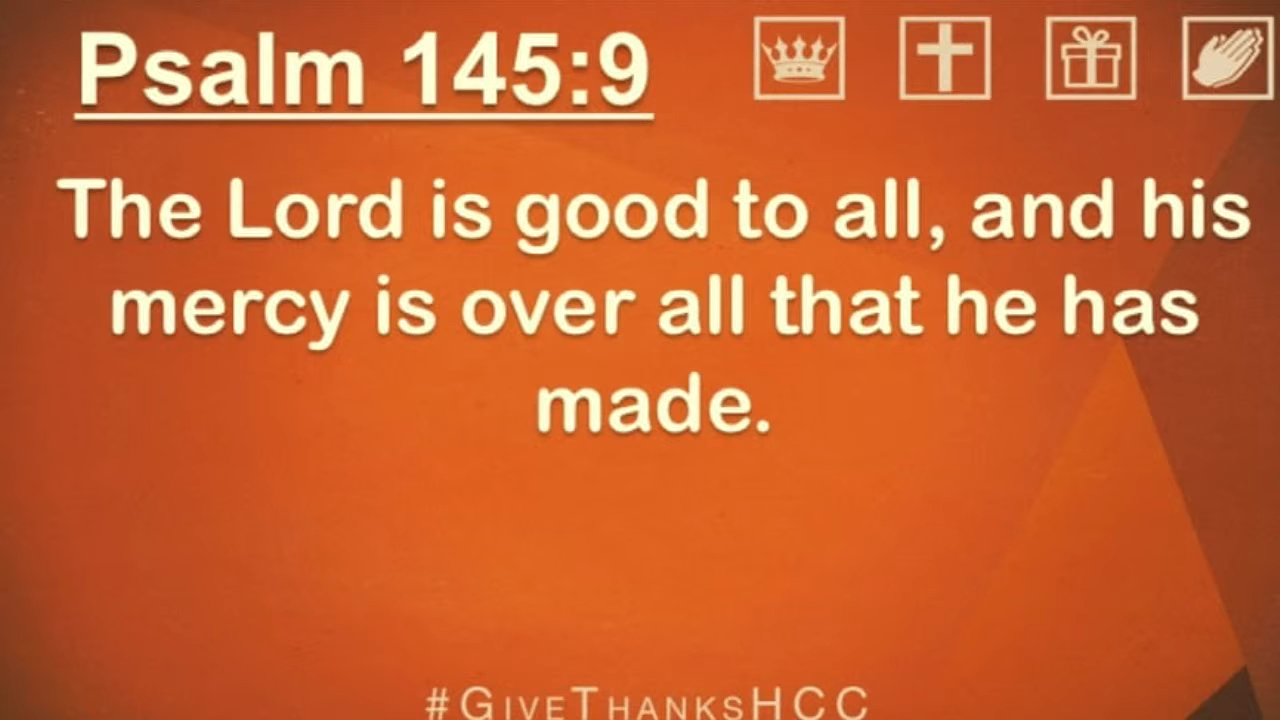 Psalm 145:9
The Lord is good to all, and his
mercy is over all that he has
made.
#GiveThanksHCC